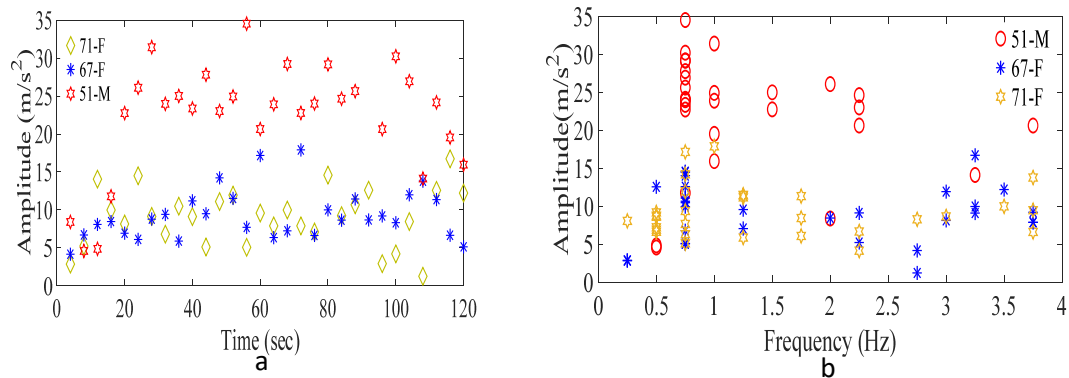 Amplitude (m/s²)
35
30
25
20
15
10
5
0
71-F
67-F
51-M
0 20 40 60 80 100 120
Time (sec)
a
Amplitude(m/s²)
35
30
25
20
15
10
5
0
51-M
67-F
71-F
0 0.5 1 1.5 2 2.5 3 3.5 4
Frequency (Hz)
b